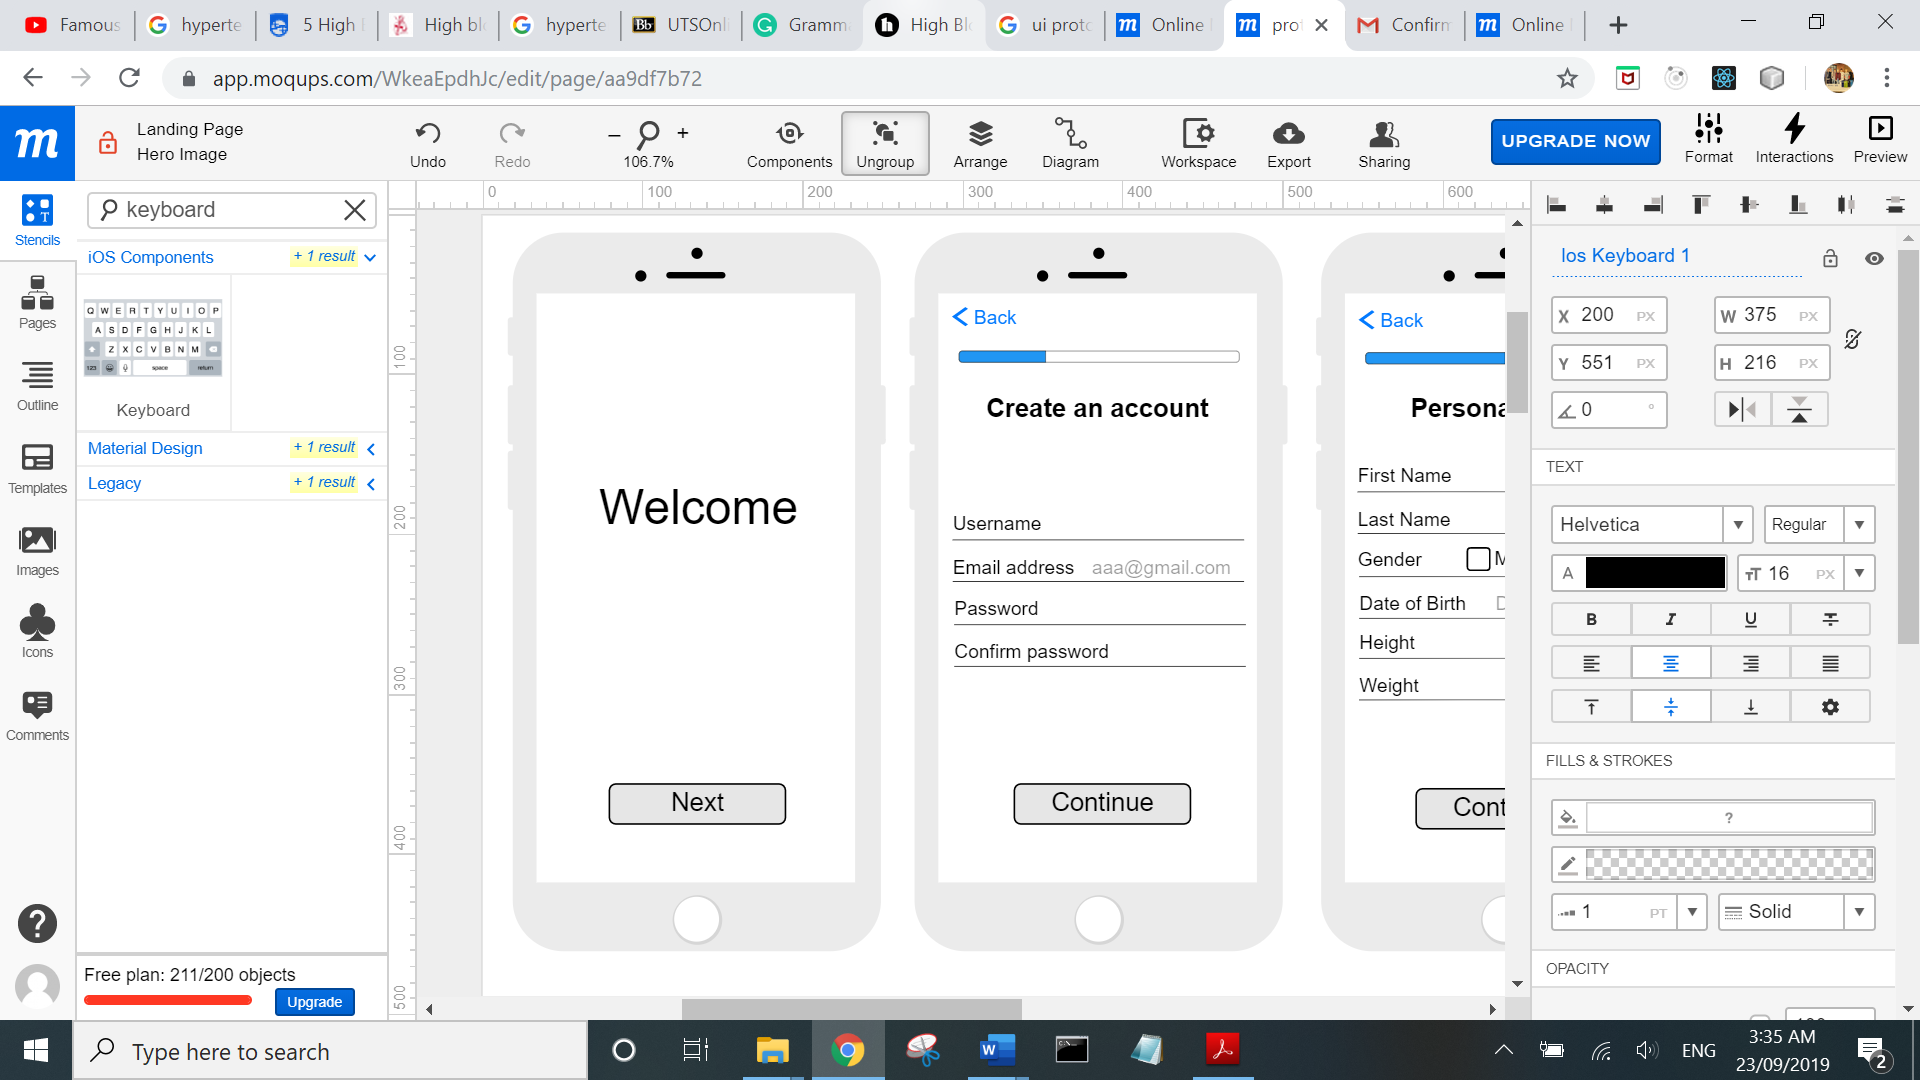 Famous
hyperte
5 High
High blo
hyperte
Bb
UTSOnli
Gramma
High Blo
ui proto
m
Online
m
pro
Confirm
m
Online
app.moqups.com/WkeaEpdhJc/edit/page/aa9df7b72
m
Landing Page
Hero Image
Undo
Redo
106.7%
Components
Ungroup
Arrange
Diagram
Workspace
Export
Sharing
UPGRADE NOW
Format
Interactions
Preview
Stencils
Pages
Outline
Templates
Images
Icons
Comments
keyboard
iOS Components
+ 1 result
Q W E R T Y U I O P
A S D F G H J K L
Z X C V B N M
123 space return
Keyboard
Material Design
+ 1 result
Legacy
+ 1 result
Free plan: 211/200 objects
Upgrade
0 100 200 300 400 500 600
100
200
300
400
500
Welcome
Next
Back
Create an account
Username
Email address aaa@gmail.com
Password
Confirm password
Continue
Back
Persona
First Name
Last Name
Gender M
Date of Birth D
Height
Weight
Cont
Ios Keyboard 1
X 200 PX
W 375 PX
Y 551 PX
H 216 PX
0 °
TEXT
Helvetica
Regular
A
TT 16 PX
B I U
FILLS & STROKES
?
1 PT
Solid
OPACITY
Type here to search
ENG
3:35 AM
23/09/2019
2